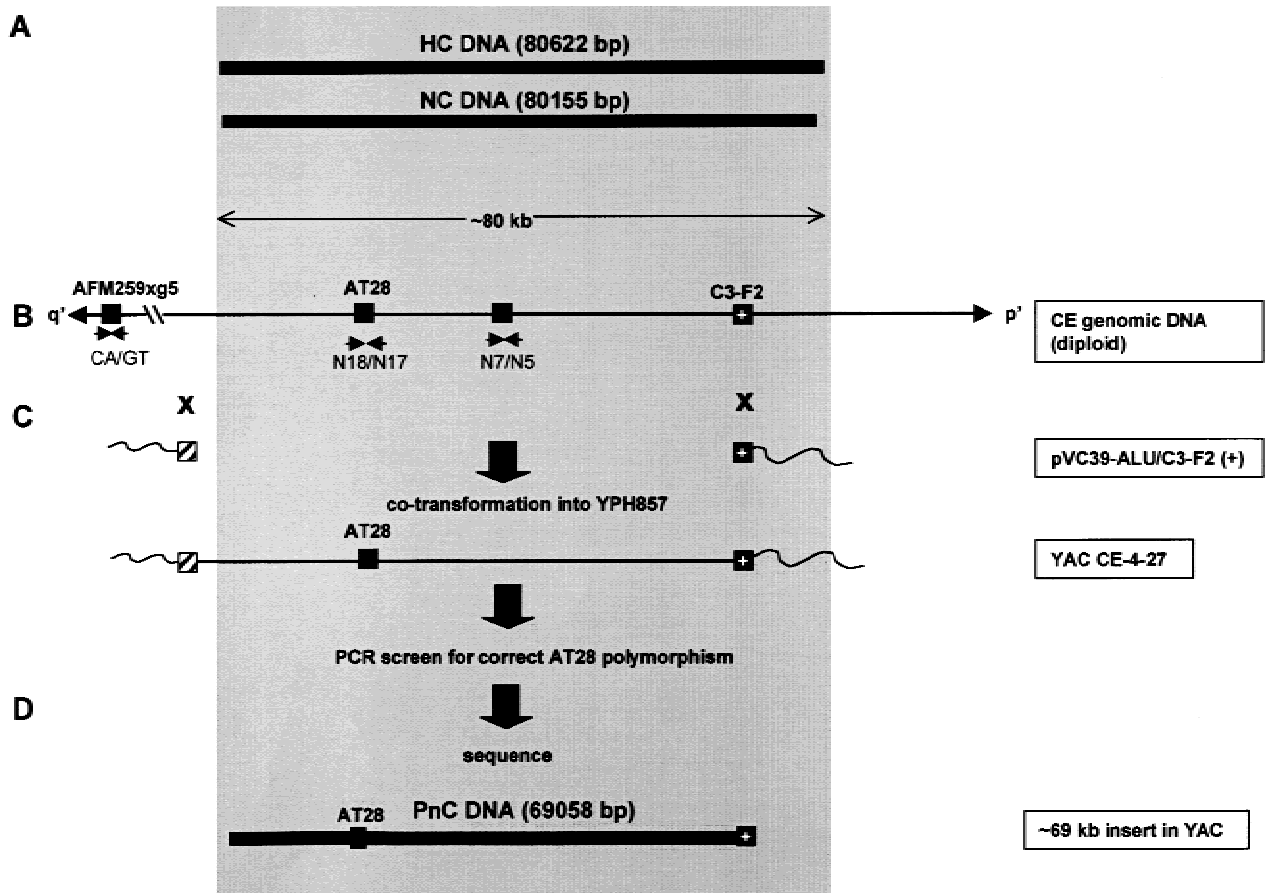 A
HC DNA (80622 bp)
NC DNA (80155 bp)
~80 kb
B
q'
AFM259xg5
AT28
C3-F2
p'
CA/GT
N18/N17
N7/N5
CE genomic DNA
(diploid)
C
X
X
pVC39-ALU/C3-F2 (+)
co-transformation into YPH857
AT28
YAC CE-4-27
PCR screen for correct AT28 polymorphism
D
sequence
AT28
PnC DNA (69058 bp)
~69 kb insert in YAC